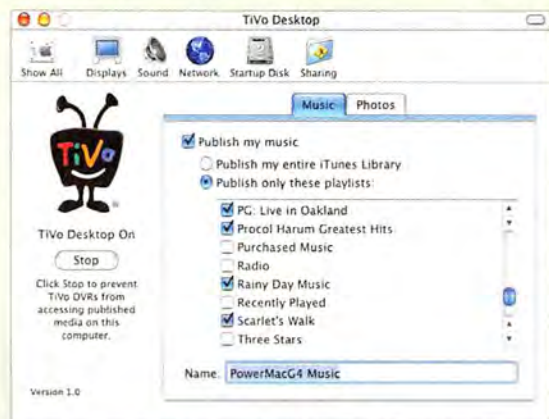 TiVo Desktop
Show All Displays Sound Network Startup Disk Sharing
Music Photos
TiVo
TiVo Desktop On
Stop
Click Stop to prevent
TiVo DVRs from
accessing published
media on this
computer.
Version 1.0
Publish my music
Publish my entire iTunes Library
Publish only these playlists:
PG: Live in Oakland
Procol Harum Greatest Hits
Purchased Music
Radio
Rainy Day Music
Recently Played
Scarlet's Walk
Three Stars
Name: PowerMacG4 Music